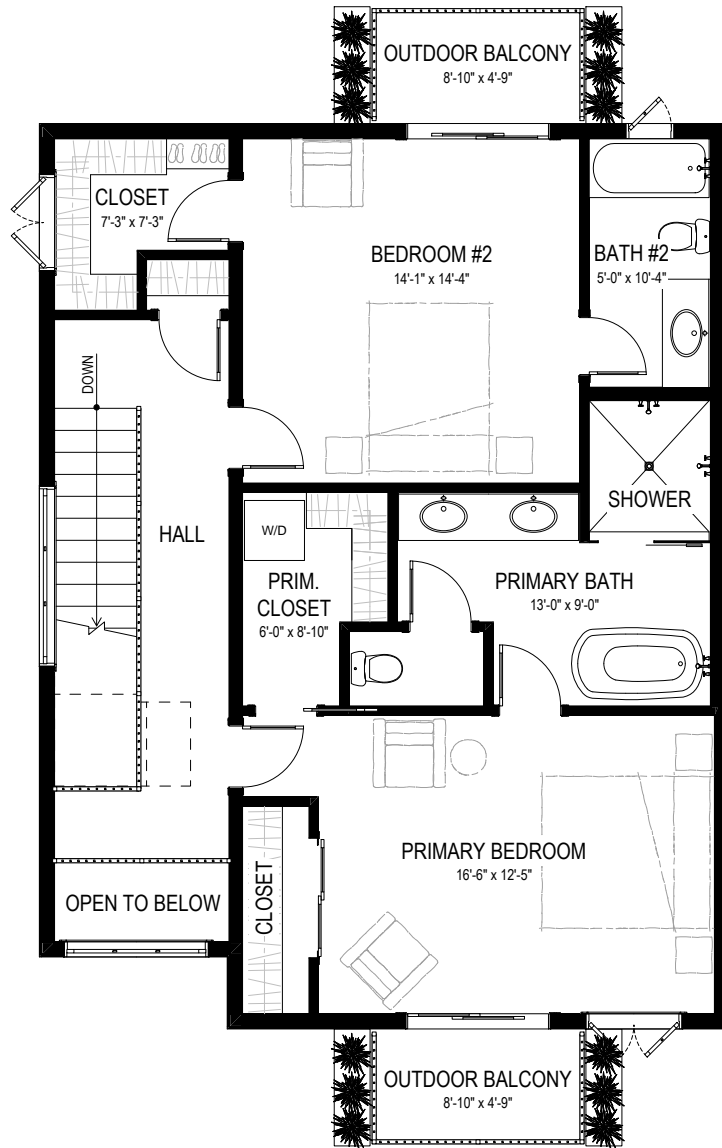 OUTDOOR BALCONY
8'-10" x 4'-9"
CLOSET
7'-3" x 7'-3"
BEDROOM #2
14'-1" x 14'-4"
BATH #2
5'-0" x 10'-4"
DOWN
HALL
W/D
SHOWER
PRIM.
CLOSET
6'-0" x 8'-10"
PRIMARY BATH
13'-0" x 9'-0"
PRIMARY BEDROOM
16'-6" x 12'-5"
CLOSET
OPEN TO BELOW
OUTDOOR BALCONY
8'-10" x 4'-9"